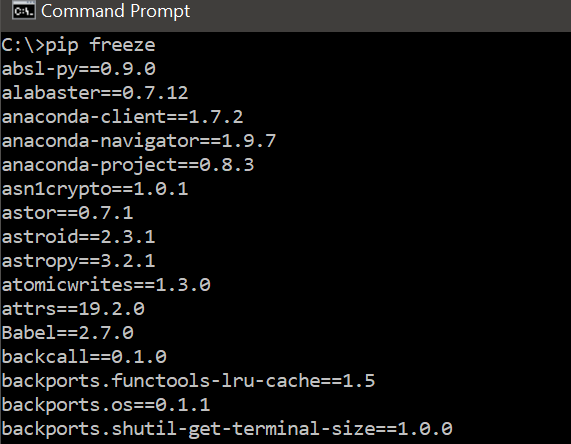 Command Prompt
C:\>pip freeze
absl-py==0.9.0
alabaster==0.7.12
anaconda-client==1.7.2
anaconda-navigator==1.9.7
anaconda-project==0.8.3
asn1crypto==1.0.1
astor==0.7.1
astroid==2.3.1
astropy==3.2.1
atomicwrites==1.3.0
attrs==19.2.0
Babel==2.7.0
backcall==0.1.0
backports.functools-lru-cache==1.5
backports.os==0.1.1
backports.shutil-get-terminal-size==1.0.0